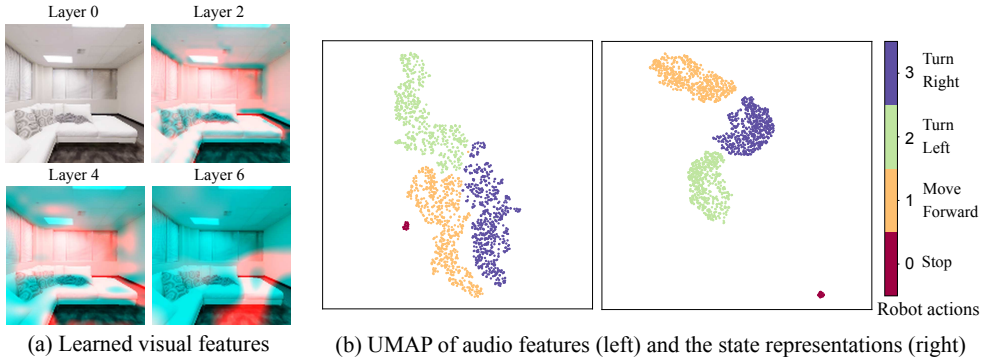 Layer 0
Layer 2
Layer 4
Layer 6
(a) Learned visual features
3
Turn
Right
2
Turn
Left
1
Move
Forward
0
Stop
Robot actions
(b) UMAP of audio features (left) and the state representations (right)